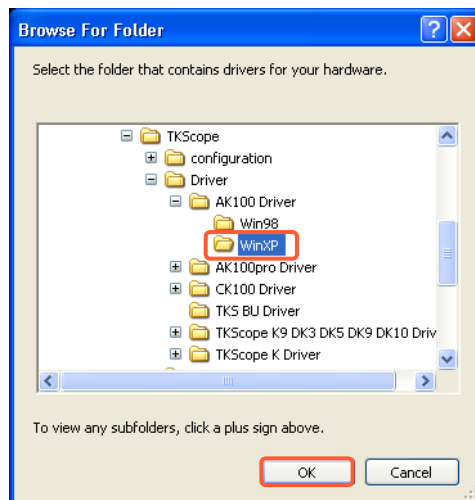 Browse For Folder
Select the folder that contains drivers for your hardware.
TKScope
configuration
Driver
AK100 Driver
Win98
WinXP
AK100pro Driver
CK100 Driver
TKS BU Driver
TKScope K9 DK3 DK5 DK9 DK10 Driv
TKScope K Driver
To view any subfolders, click a plus sign above.
OK Cancel